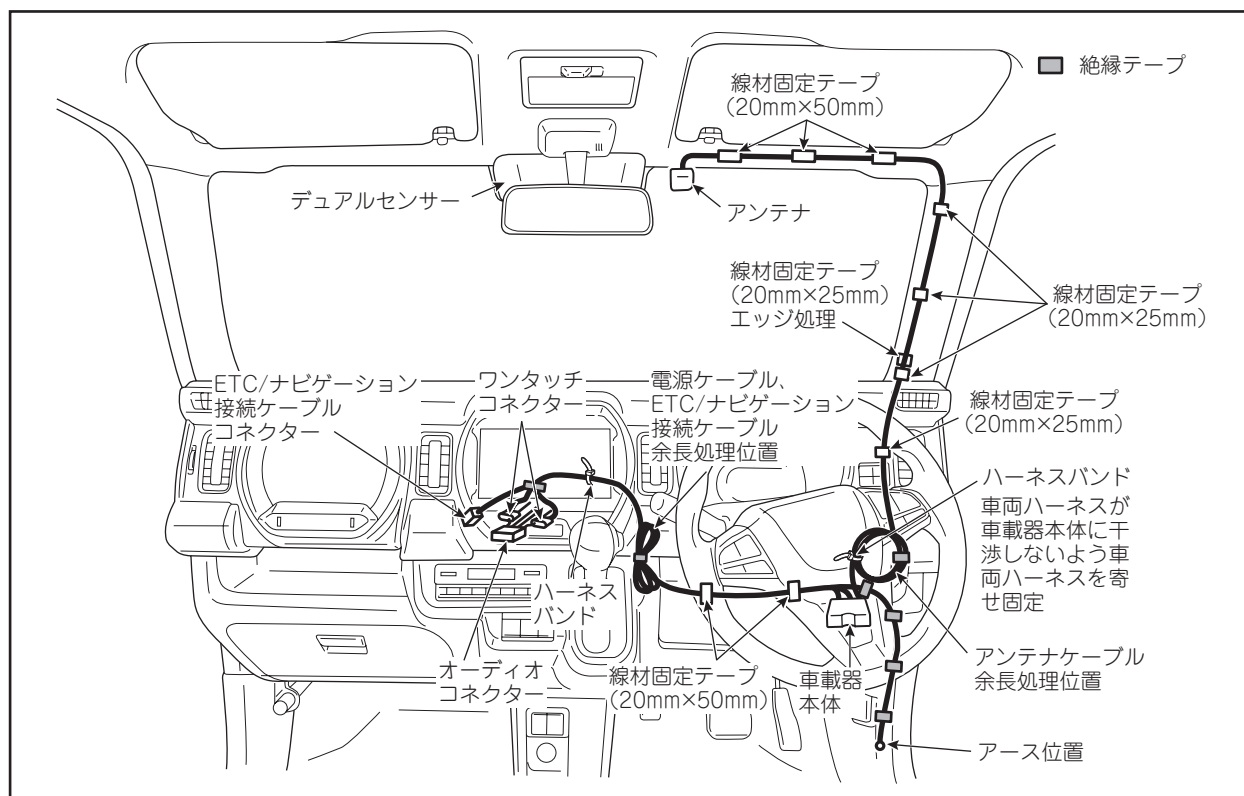 絶縁テープ
線材固定テープ
(20mm×50mm)
デュアルセンサー
アンテナ
線材固定テープ
(20mm×25mm)
エッジ処理
線材固定テープ
(20mm×25mm)
ETC/ナビゲーション
接続ケーブル
コネクター
ワンタッチ
コネクター
電源ケーブル、
ETC/ナビゲーション
接続ケーブル
余長処理位置
線材固定テープ
(20mm×25mm)
ハーネスバンド
車両ハーネスが
車載器本体に干
渉しないよう車
両ハーネスを寄
せ固定
ハーネス
バンド
オーディオ
コネクター
線材固定テープ
(20mm×50mm)
車載器
本体
アンテナケーブル
余長処理位置
アース位置